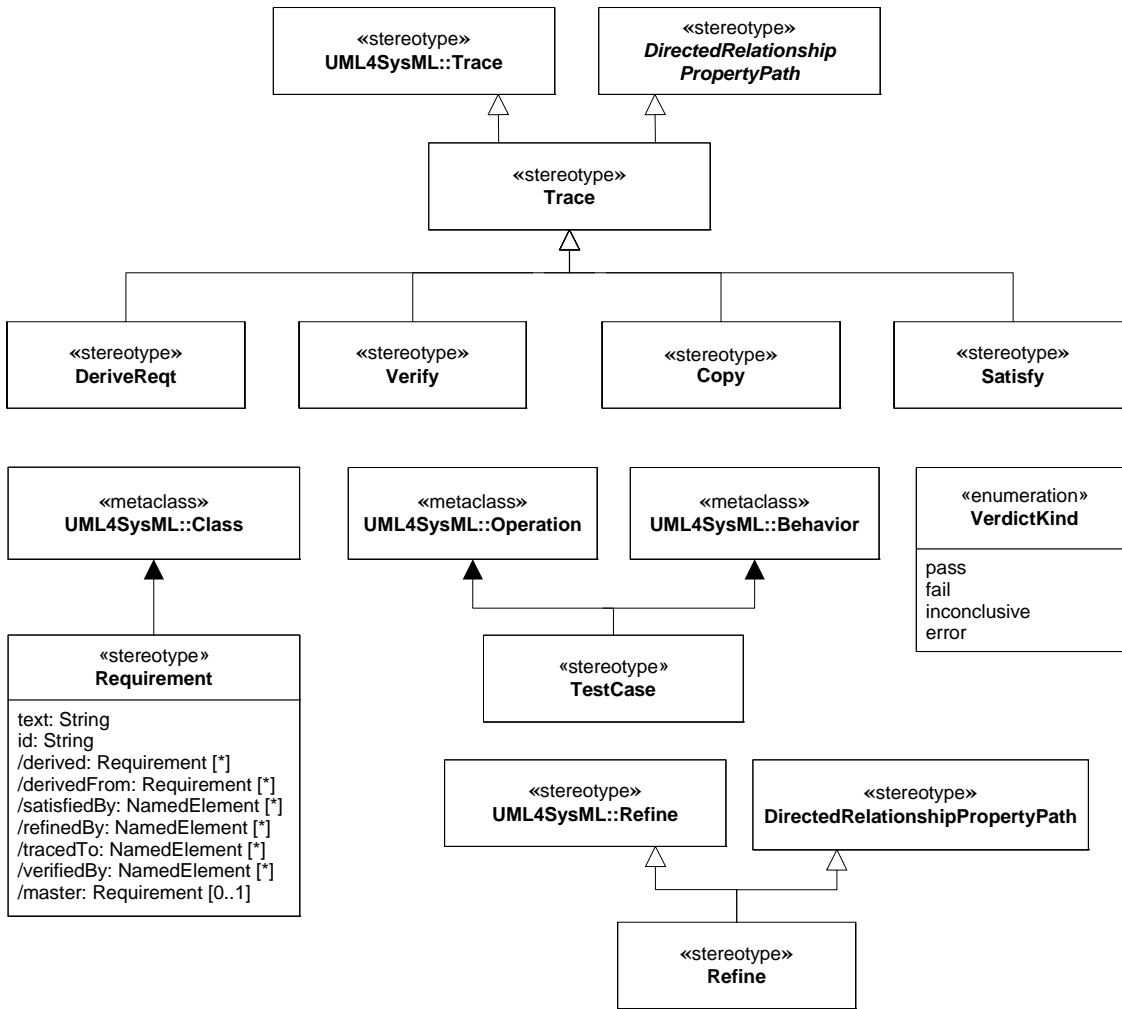 «stereotype»
UML4SysML::Trace
«stereotype»
DirectedRelationship
PropertyPath
«stereotype»
Trace
«stereotype»
DeriveReqt
«stereotype»
Verify
«stereotype»
Copy
«stereotype»
Satisfy
«metaclass»
UML4SysML::Class
«metaclass»
UML4SysML::Operation
«metaclass»
UML4SysML::Behavior
«enumeration»
VerdictKind
pass
fail
inconclusive
error
«stereotype»
Requirement
text: String
id: String
/derived: Requirement [*]
/derivedFrom: Requirement [*]
/satisfiedBy: NamedElement [*]
/refinedBy: NamedElement [*]
/tracedTo: NamedElement [*]
/verifiedBy: NamedElement [*]
/master: Requirement [0..1]
«stereotype»
TestCase
«stereotype»
UML4SysML::Refine
«stereotype»
DirectedRelationshipPropertyPath
«stereotype»
Refine